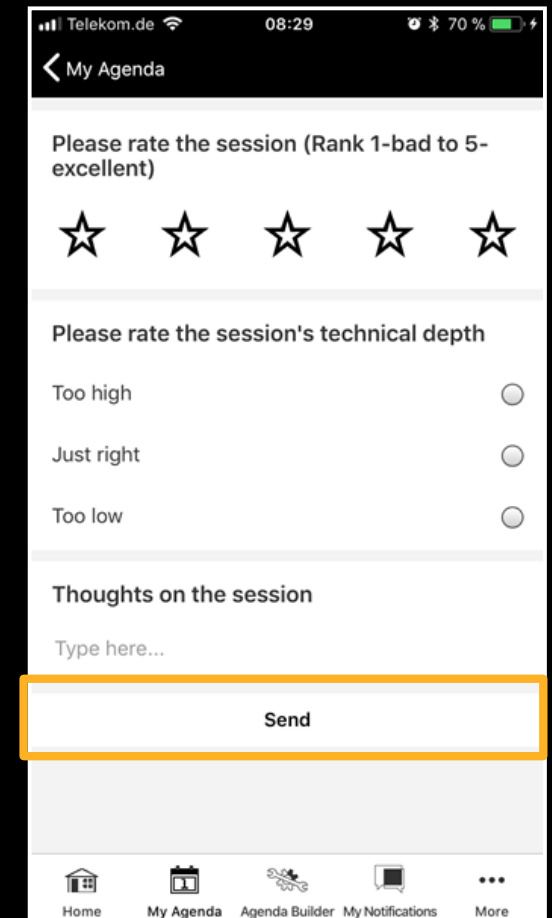 Telekom.de 08:29 70 %
My Agenda
Please rate the session (Rank 1-bad to 5-
excellent)
Please rate the session's technical depth
Too high
Just right
Too low
Thoughts on the session
Type here...
Send
1
Home My Agenda Agenda Builder My Notifications More